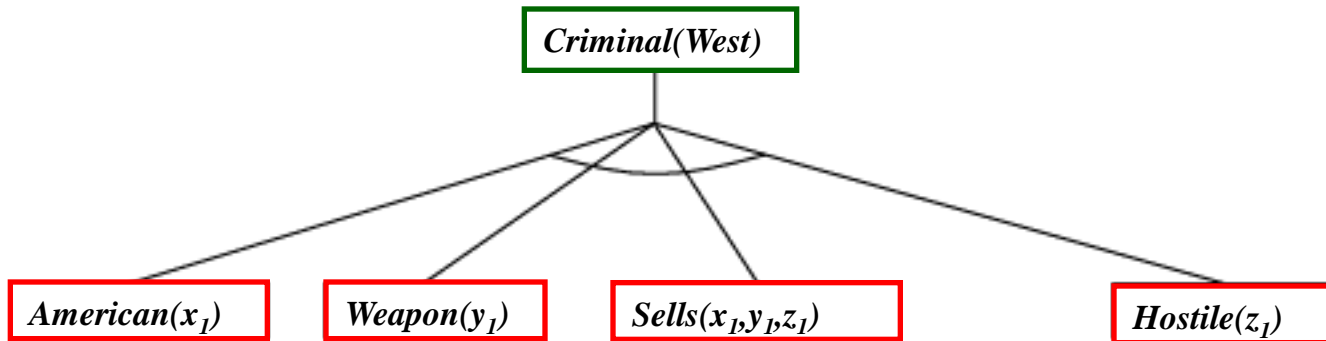 Criminal(West)
American(x₁)
Weapon(y₁)
Sells(x₁,y₁,z₁)
Hostile(z₁)